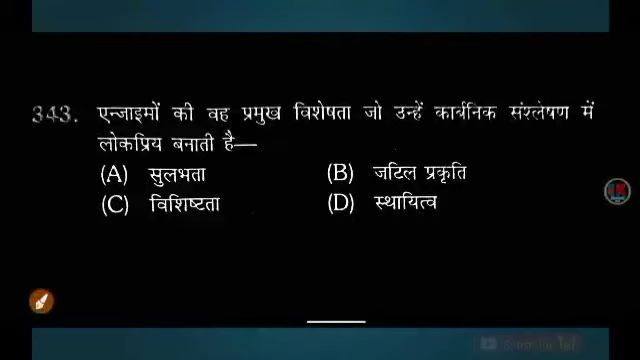 343. एन्जाइमों की वह प्रमुख विशेषता जो उन्हें कार्बनिक संश्लेषण में
लोकप्रिय बनाती है—
(A) सुलभता (B) जटिल प्रकृति
(C) विशिष्टता (D) स्थायित्व